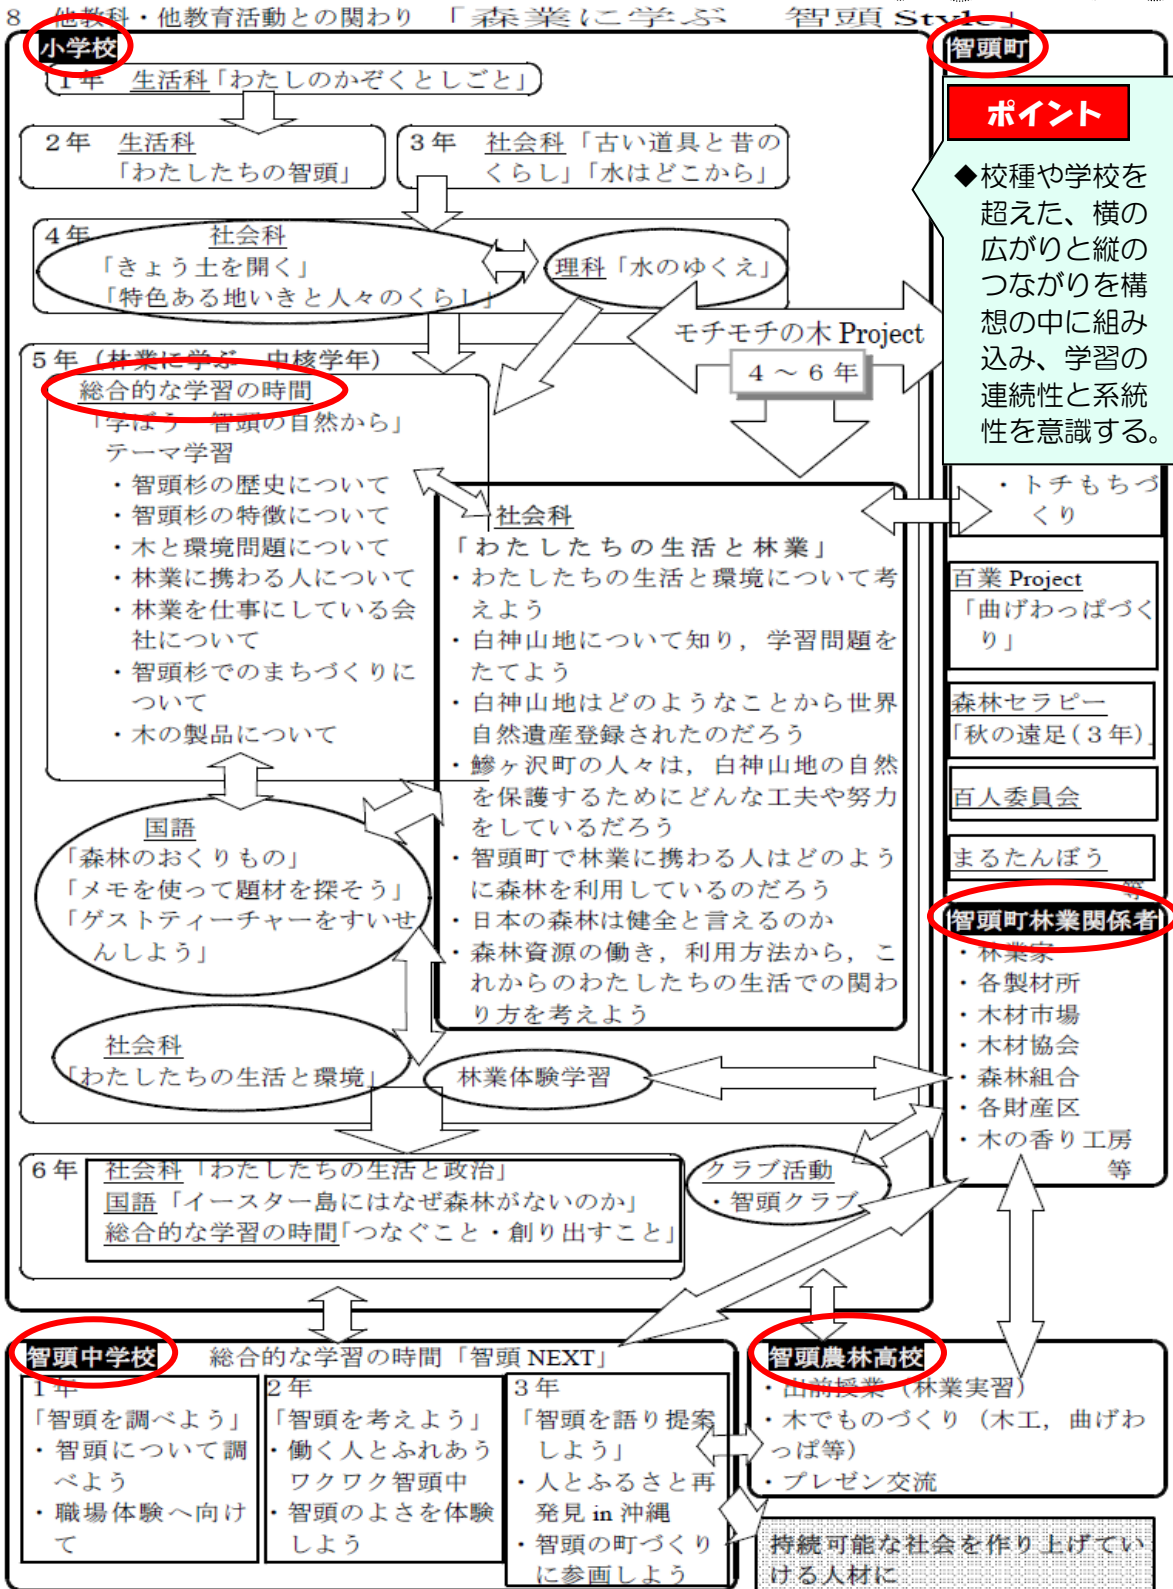 8　他教科・他教育活動との関わり　「森業に学ぶ　智頭 Style」
小学校
1年　生活科「わたしのかぞくとしごと」
2年　生活科
「わたしたちの智頭」
3年　社会科「古い道具と昔の
くらし」「水はどこから」
4年　社会科
「きょう土を開く」
「特色ある地いきと人々のくらし」
理科「水のゆくえ」
モチモチの木 Project
4～6年
5年（林業に学ぶ　中核学年）
総合的な学習の時間
「学ぼう　智頭の自然から」
テーマ学習
・智頭杉の歴史について
・智頭杉の特徴について
・木と環境問題について
・林業に携わる人について
・林業を仕事にしている会
社について
・智頭杉でのまちづくりに
ついて
・木の製品について
社会科
「わたしたちの生活と林業」
・わたしたちの生活と環境について考
えよう
・白神山地について知り，学習問題を
たてよう
・白神山地はどのようなことから世界
自然遺産登録されたのだろう
・鰺ヶ沢町の人々は，白神山地の自然
を保護するためにどんな工夫や努力
をしているだろう
・智頭町で林業に携わる人はどのよう
に森林を利用しているのだろう
・日本の森林は健全と言えるのか
・森林資源の働き，利用方法から，こ
れからのわたしたちの生活での関わ
り方を考えよう
国語
「森林のおくりもの」
「メモを使って題材を探そう」
「ゲストティーチャーをすいせ
んしよう」
社会科
「わたしたちの生活と環境」
林業体験学習
6年　社会科「わたしたちの生活と政治」
国語「イースター島にはなぜ森林がないのか」
総合的な学習の時間「つなぐこと・創り出すこと」
クラブ活動
・智頭クラブ
智頭町
ポイント
◆校種や学校を
超えた、横の
広がりと縦の
つながりを構
想の中に組み
込み、学習の
連続性と系統
性を意識する。
・トチもちづ
くり
百業 Project
「曲げわっぱづく
り」
森林セラピー
「秋の遠足(3年)」
百人委員会
まるたんぼう
等
智頭町林業関係者
・林業家
・各製材所
・木材市場
・木材協会
・森林組合
・各財産区
・木の香り工房
等
智頭中学校　総合的な学習の時間「智頭 NEXT」
1年
「智頭を調べよう」
・智頭について調
べよう
・職場体験へ向け
て
2年
「智頭を考えよう」
・働く人とふれあう
ワクワク智頭中
・智頭のよさを体験
しよう
3年
「智頭を語り提案
しよう」
・人とふるさと再
発見 in 沖縄
・智頭の町づくり
に参画しよう
智頭農林高校
・出前授業（林業実習）
・木でものづくり（木工，曲げわ
っぱ等）
・プレゼン交流
持続可能な社会を作り上げてい
ける人材に